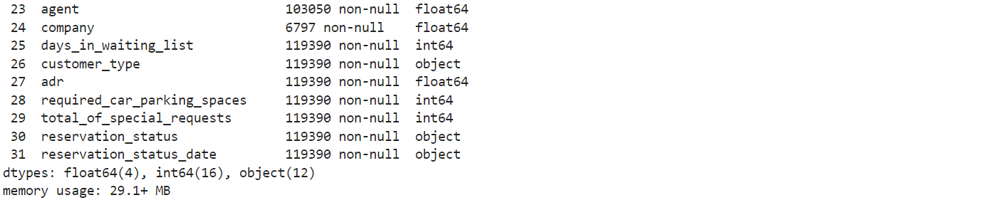 23  agent                           103050 non-null  float64
24  company                         6797 non-null    float64
25  days_in_waiting_list            119390 non-null  int64
26  customer_type                   119390 non-null  object
27  adr                             119390 non-null  float64
28  required_car_parking_spaces     119390 non-null  int64
29  total_of_special_requests       119390 non-null  int64
30  reservation_status              119390 non-null  object
31  reservation_status_date         119390 non-null  object
dtypes: float64(4), int64(16), object(12)
memory usage: 29.1+ MB